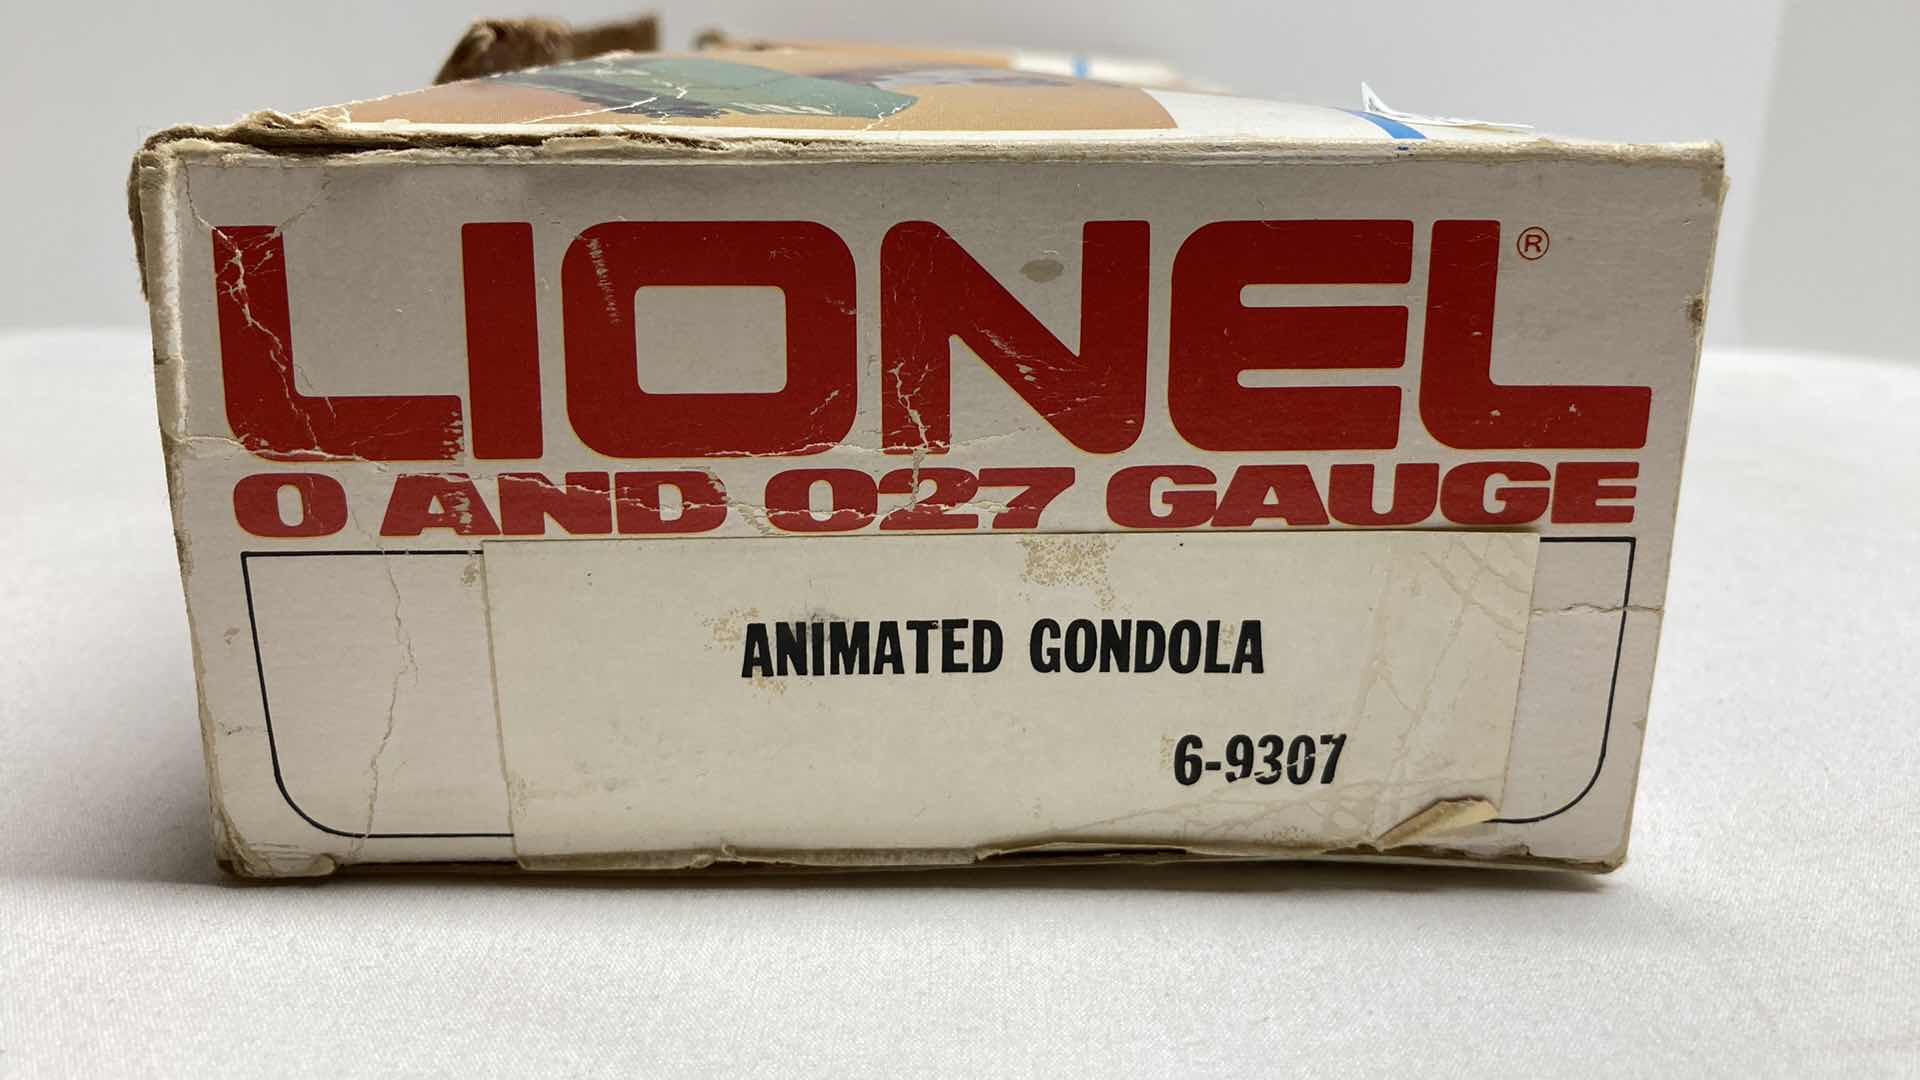 LIONEL®
O AND O27 GAUGE
ANIMATED GONDOLA
6-9307